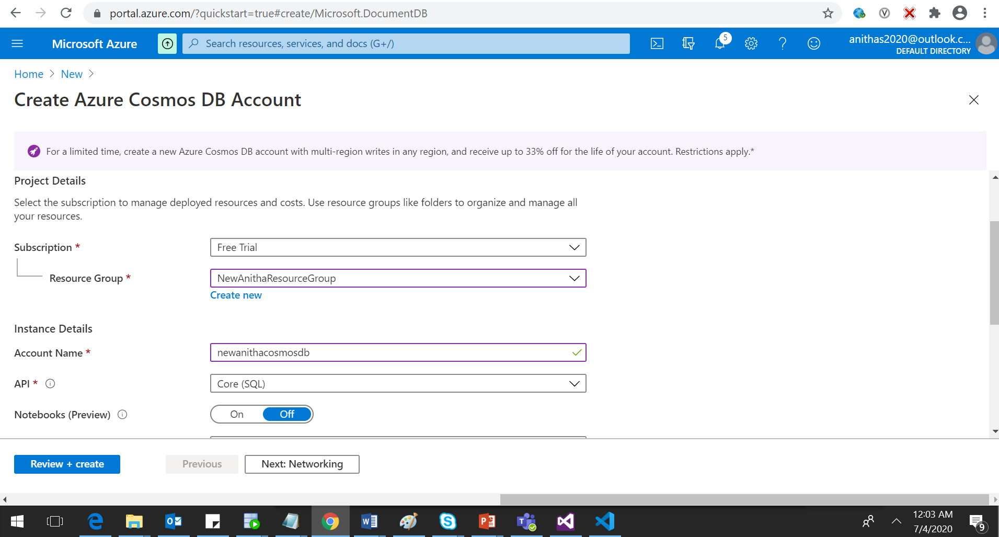 portal.azure.com/?quickstart=true#create/Microsoft.DocumentDB
Microsoft Azure
Search resources, services, and docs (G+/)
5
anithas2020@outlook.c...
DEFAULT DIRECTORY
Home > New >
Create Azure Cosmos DB Account
For a limited time, create a new Azure Cosmos DB account with multi-region writes in any region, and receive up to 33% off for the life of your account. Restrictions apply.*
Project Details
Select the subscription to manage deployed resources and costs. Use resource groups like folders to organize and manage all
your resources.
Subscription *
Free Trial
Resource Group *
NewAnithaResourceGroup
Create new
Instance Details
Account Name *
newanithacosmosdb
API *
Core (SQL)
Notebooks (Preview)
On Off
Review + create
Previous
Next: Networking
12:03 AM
7/4/2020
9